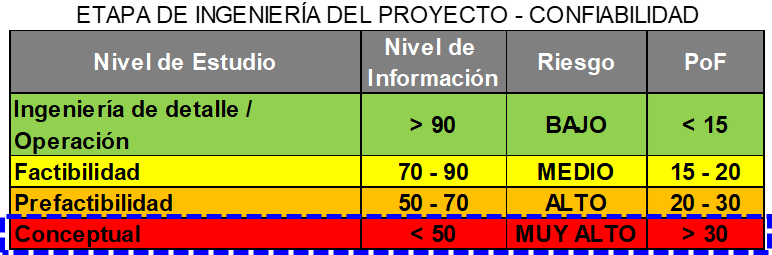 ETAPA DE INGENIERÍA DEL PROYECTO - CONFIABILIDAD
Nivel de Estudio Nivel de Información Riesgo PoF
Ingeniería de detalle / Operación > 90 BAJO < 15
Factibilidad 70 - 90 MEDIO 15 - 20
Prefactibilidad 50 - 70 ALTO 20 - 30
Conceptual < 50 MUY ALTO > 30